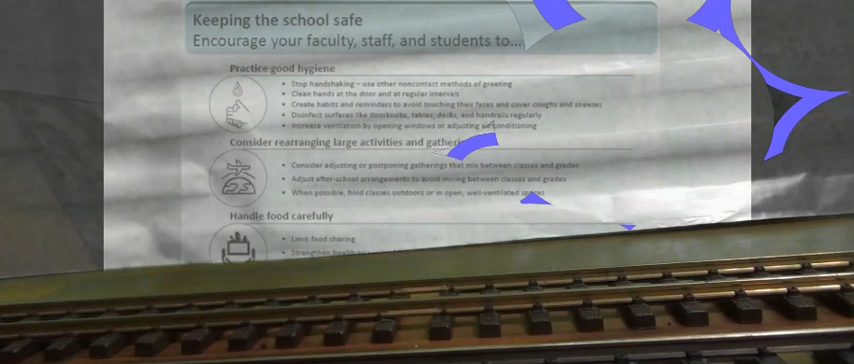 Keeping the school safe
Encourage your faculty, staff, and students to...
Practice good hygiene
• Stop handshaking – use other noncontact methods of greeting
• Clean hands at the door and at regular intervals
• Create habits and reminders to avoid touching their faces and cover coughs and sneezes
• Disinfect surfaces like doorknobs, tables, desks, and handrails regularly
• Increase ventilation by opening windows or adjusting air conditioning
Consider rearranging large activities and
• Consider adjusting or postponing gatherings that mix between classes and grades
• Adjust after-school arrangements to avoid mixing between classes and grades
• When possible, hold classes outdoors or in open, well-ventilated spaces
Handle food carefully
• Limit food sharing
• Strengthen health